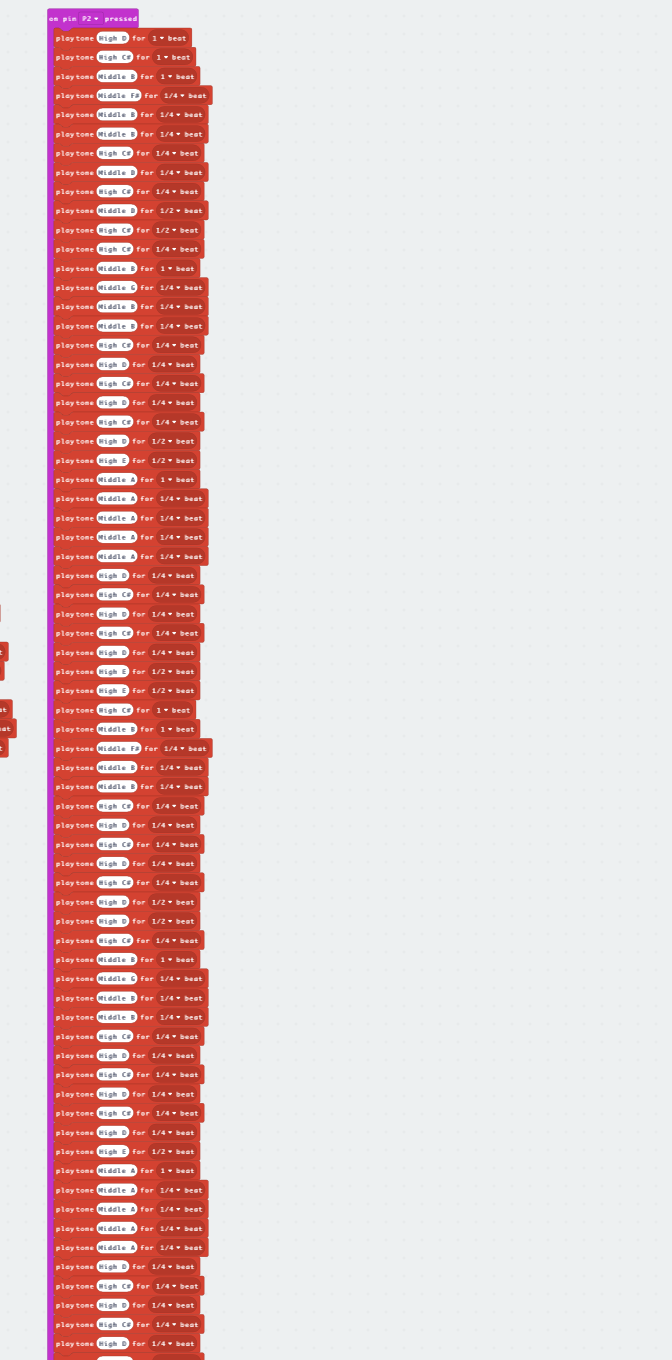 on pin P2 pressed
play tone High D for 1 beat
play tone High C# for 1 beat
play tone Middle B for 1 beat
play tone Middle F# for 1/4 beat
play tone Middle B for 1/4 beat
play tone Middle B for 1/4 beat
play tone High C# for 1/4 beat
play tone Middle D for 1/4 beat
play tone High C# for 1/4 beat
play tone Middle D for 1/2 beat
play tone High C# for 1/2 beat
play tone High C# for 1/4 beat
play tone Middle B for 1 beat
play tone Middle G for 1/4 beat
play tone Middle B for 1/4 beat
play tone Middle B for 1/4 beat
play tone High C# for 1/4 beat
play tone High D for 1/4 beat
play tone High C# for 1/4 beat
play tone High D for 1/4 beat
play tone High C# for 1/4 beat
play tone High D for 1/2 beat
play tone High E for 1/2 beat
play tone Middle A for 1 beat
play tone Middle A for 1/4 beat
play tone Middle A for 1/4 beat
play tone Middle A for 1/4 beat
play tone Middle A for 1/4 beat
play tone High D for 1/4 beat
play tone High C# for 1/4 beat
play tone High D for 1/4 beat
play tone High C# for 1/4 beat
play tone High D for 1/4 beat
play tone High E for 1/2 beat
play tone High E for 1/2 beat
play tone High C# for 1 beat
play tone Middle B for 1 beat
play tone Middle F# for 1/4 beat
play tone Middle B for 1/4 beat
play tone Middle B for 1/4 beat
play tone High C# for 1/4 beat
play tone High D for 1/4 beat
play tone High C# for 1/4 beat
play tone High D for 1/4 beat
play tone High C# for 1/4 beat
play tone High D for 1/2 beat
play tone High D for 1/2 beat
play tone High C# for 1/4 beat
play tone Middle B for 1 beat
play tone Middle G for 1/4 beat
play tone Middle B for 1/4 beat
play tone Middle B for 1/4 beat
play tone High C# for 1/4 beat
play tone High D for 1/4 beat
play tone High C# for 1/4 beat
play tone High D for 1/4 beat
play tone High C# for 1/4 beat
play tone High D for 1/4 beat
play tone High E for 1/2 beat
play tone Middle A for 1 beat
play tone Middle A for 1/4 beat
play tone Middle A for 1/4 beat
play tone Middle A for 1/4 beat
play tone Middle A for 1/4 beat
play tone High D for 1/4 beat
play tone High C# for 1/4 beat
play tone High D for 1/4 beat
play tone High C# for 1/4 beat
play tone High D for 1/4 beat